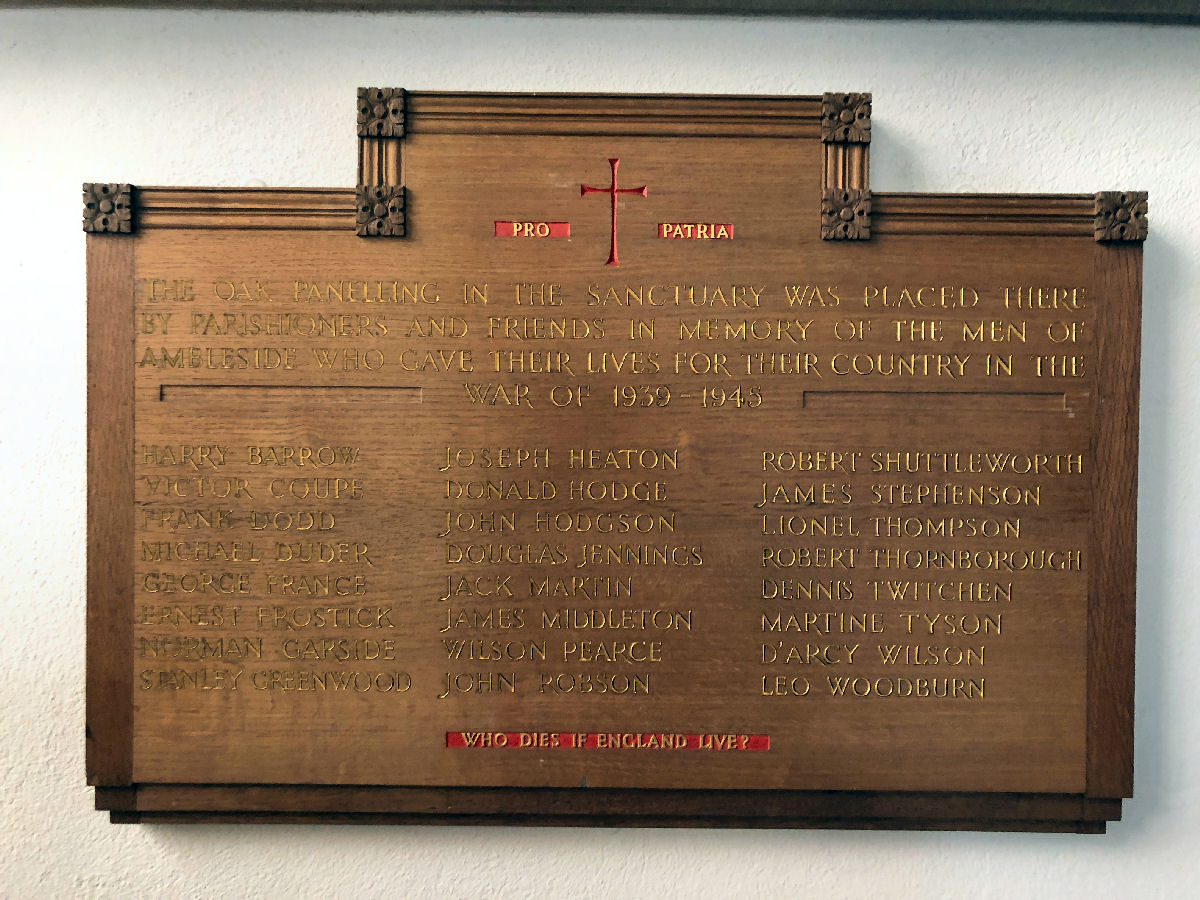 PRO PATRIA
THE OAK PANELLING IN THE SANCTUARY WAS PLACED THERE
BY PARISHIONERS AND FRIENDS IN MEMORY OF THE MEN OF
AMBLESIDE WHO GAVE THEIR LIVES FOR THEIR COUNTRY IN THE
WAR OF 1939-1945
HARRY BARROW
VICTOR COUPE
FRANK DODD
MICHAEL DUDER
GEORGE FRANCE
ERNEST FROSTICK
NORMAN GARSIDE
STANLEY GREENWOOD
JOSEPH HEATON
DONALD HODGE
JOHN HODGSON
DOUGLAS JENNINGS
JACK MARTIN
JAMES MIDDLETON
WILSON PEARCE
JOHN ROBSON
ROBERT SHUTTLEWORTH
JAMES STEPHENSON
LIONEL THOMPSON
ROBERT THORNBOROUGH
DENNIS TWITCHEN
MARTINE TYSON
D'ARCY WILSON
LEO WOODBURN
WHO DIES IF ENGLAND LIVE?